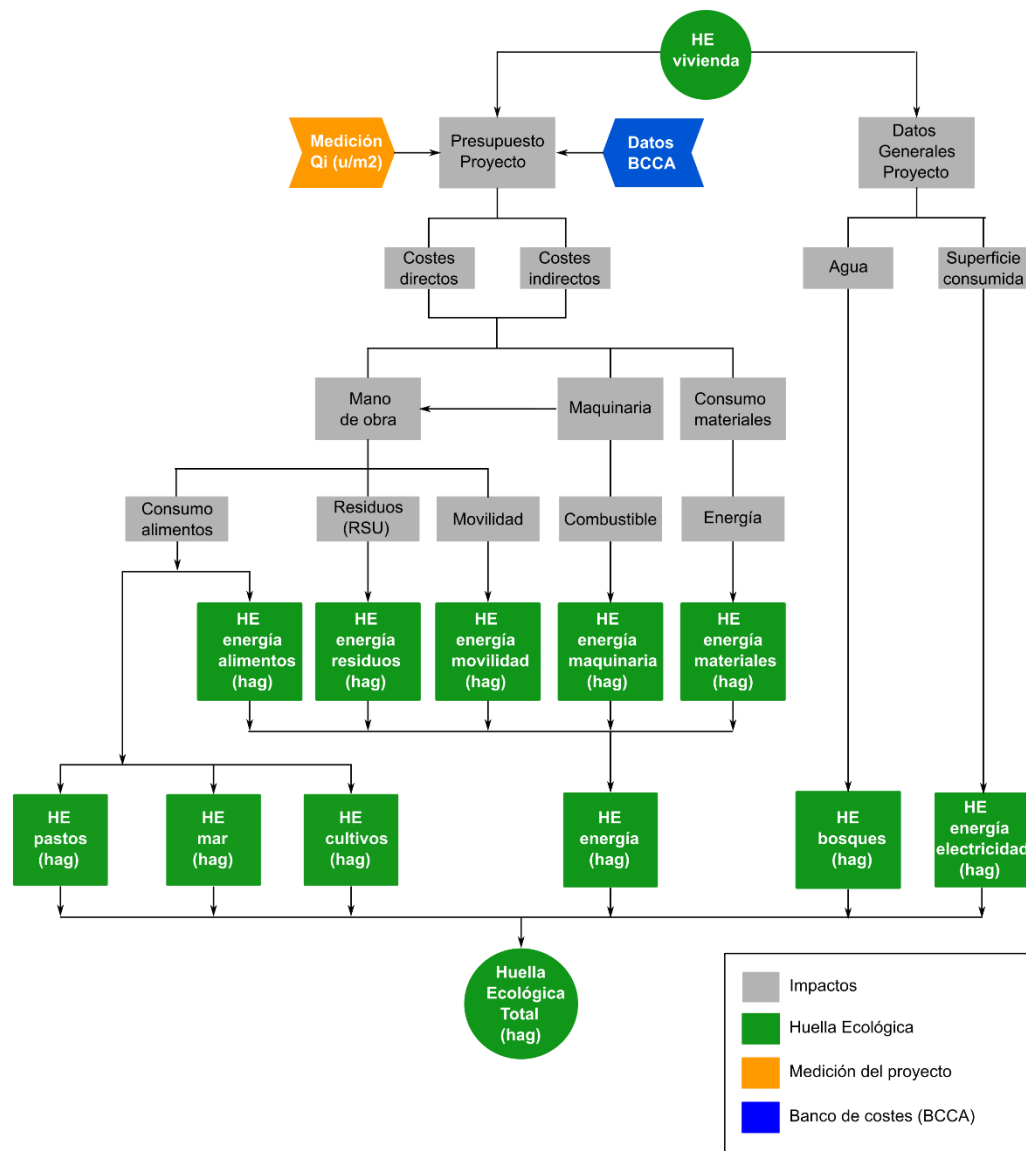 HE
vivienda
Medición
Qi (u/m2)
Presupuesto
Proyecto
Datos
BCCA
Datos
Generales
Proyecto
Costes
directos
Costes
indirectos
Agua
Superficie
consumida
Mano
de obra
Maquinaria
Consumo
materiales
Consumo
alimentos
Residuos
(RSU)
Movilidad
Combustible
Energía
HE
energía
alimentos
(hag)
HE
energía
residuos
(hag)
HE
energía
movilidad
(hag)
HE
energía
maquinaria
(hag)
HE
energía
materiales
(hag)
HE
pastos
(hag)
HE
mar
(hag)
HE
cultivos
(hag)
HE
energía
(hag)
HE
bosques
(hag)
HE
energía
electricidad
(hag)
Huella
Ecológica
Total
(hag)
Impactos
Huella Ecológica
Medición del proyecto
Banco de costes (BCCA)